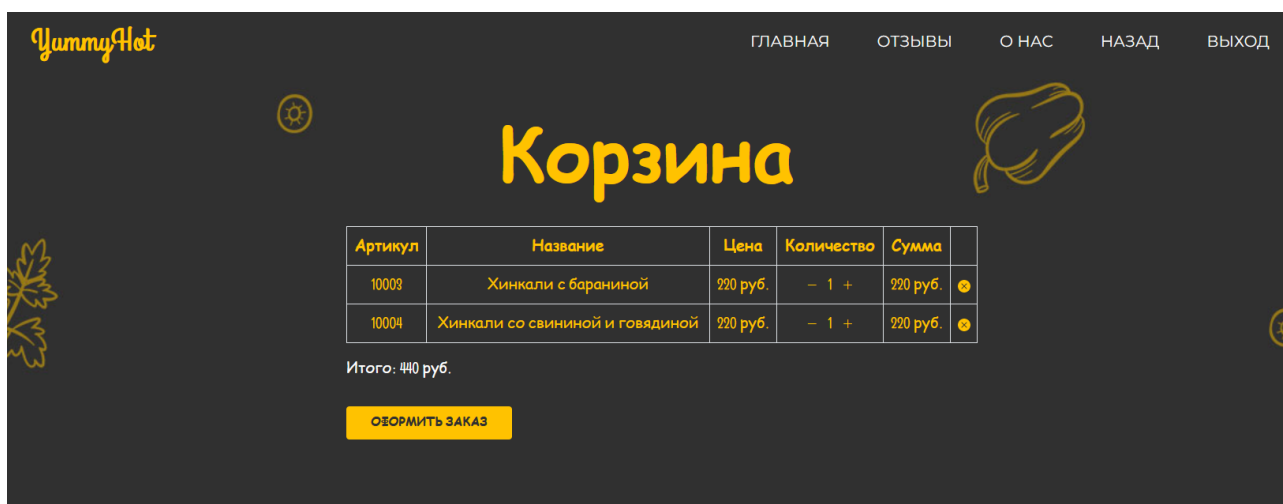 YummyHot ГЛАВНАЯ ОТЗЫВЫ О НАС НАЗАД ВЫХОД
Корзина
Артикул Название Цена Количество Сумма
10003 Хинкали с бараниной 220 руб. − 1 + 220 руб.
10004 Хинкали со свининой и говядиной 220 руб. − 1 + 220 руб.
Итого: 440 руб.
ОФОРМИТЬ ЗАКАЗ